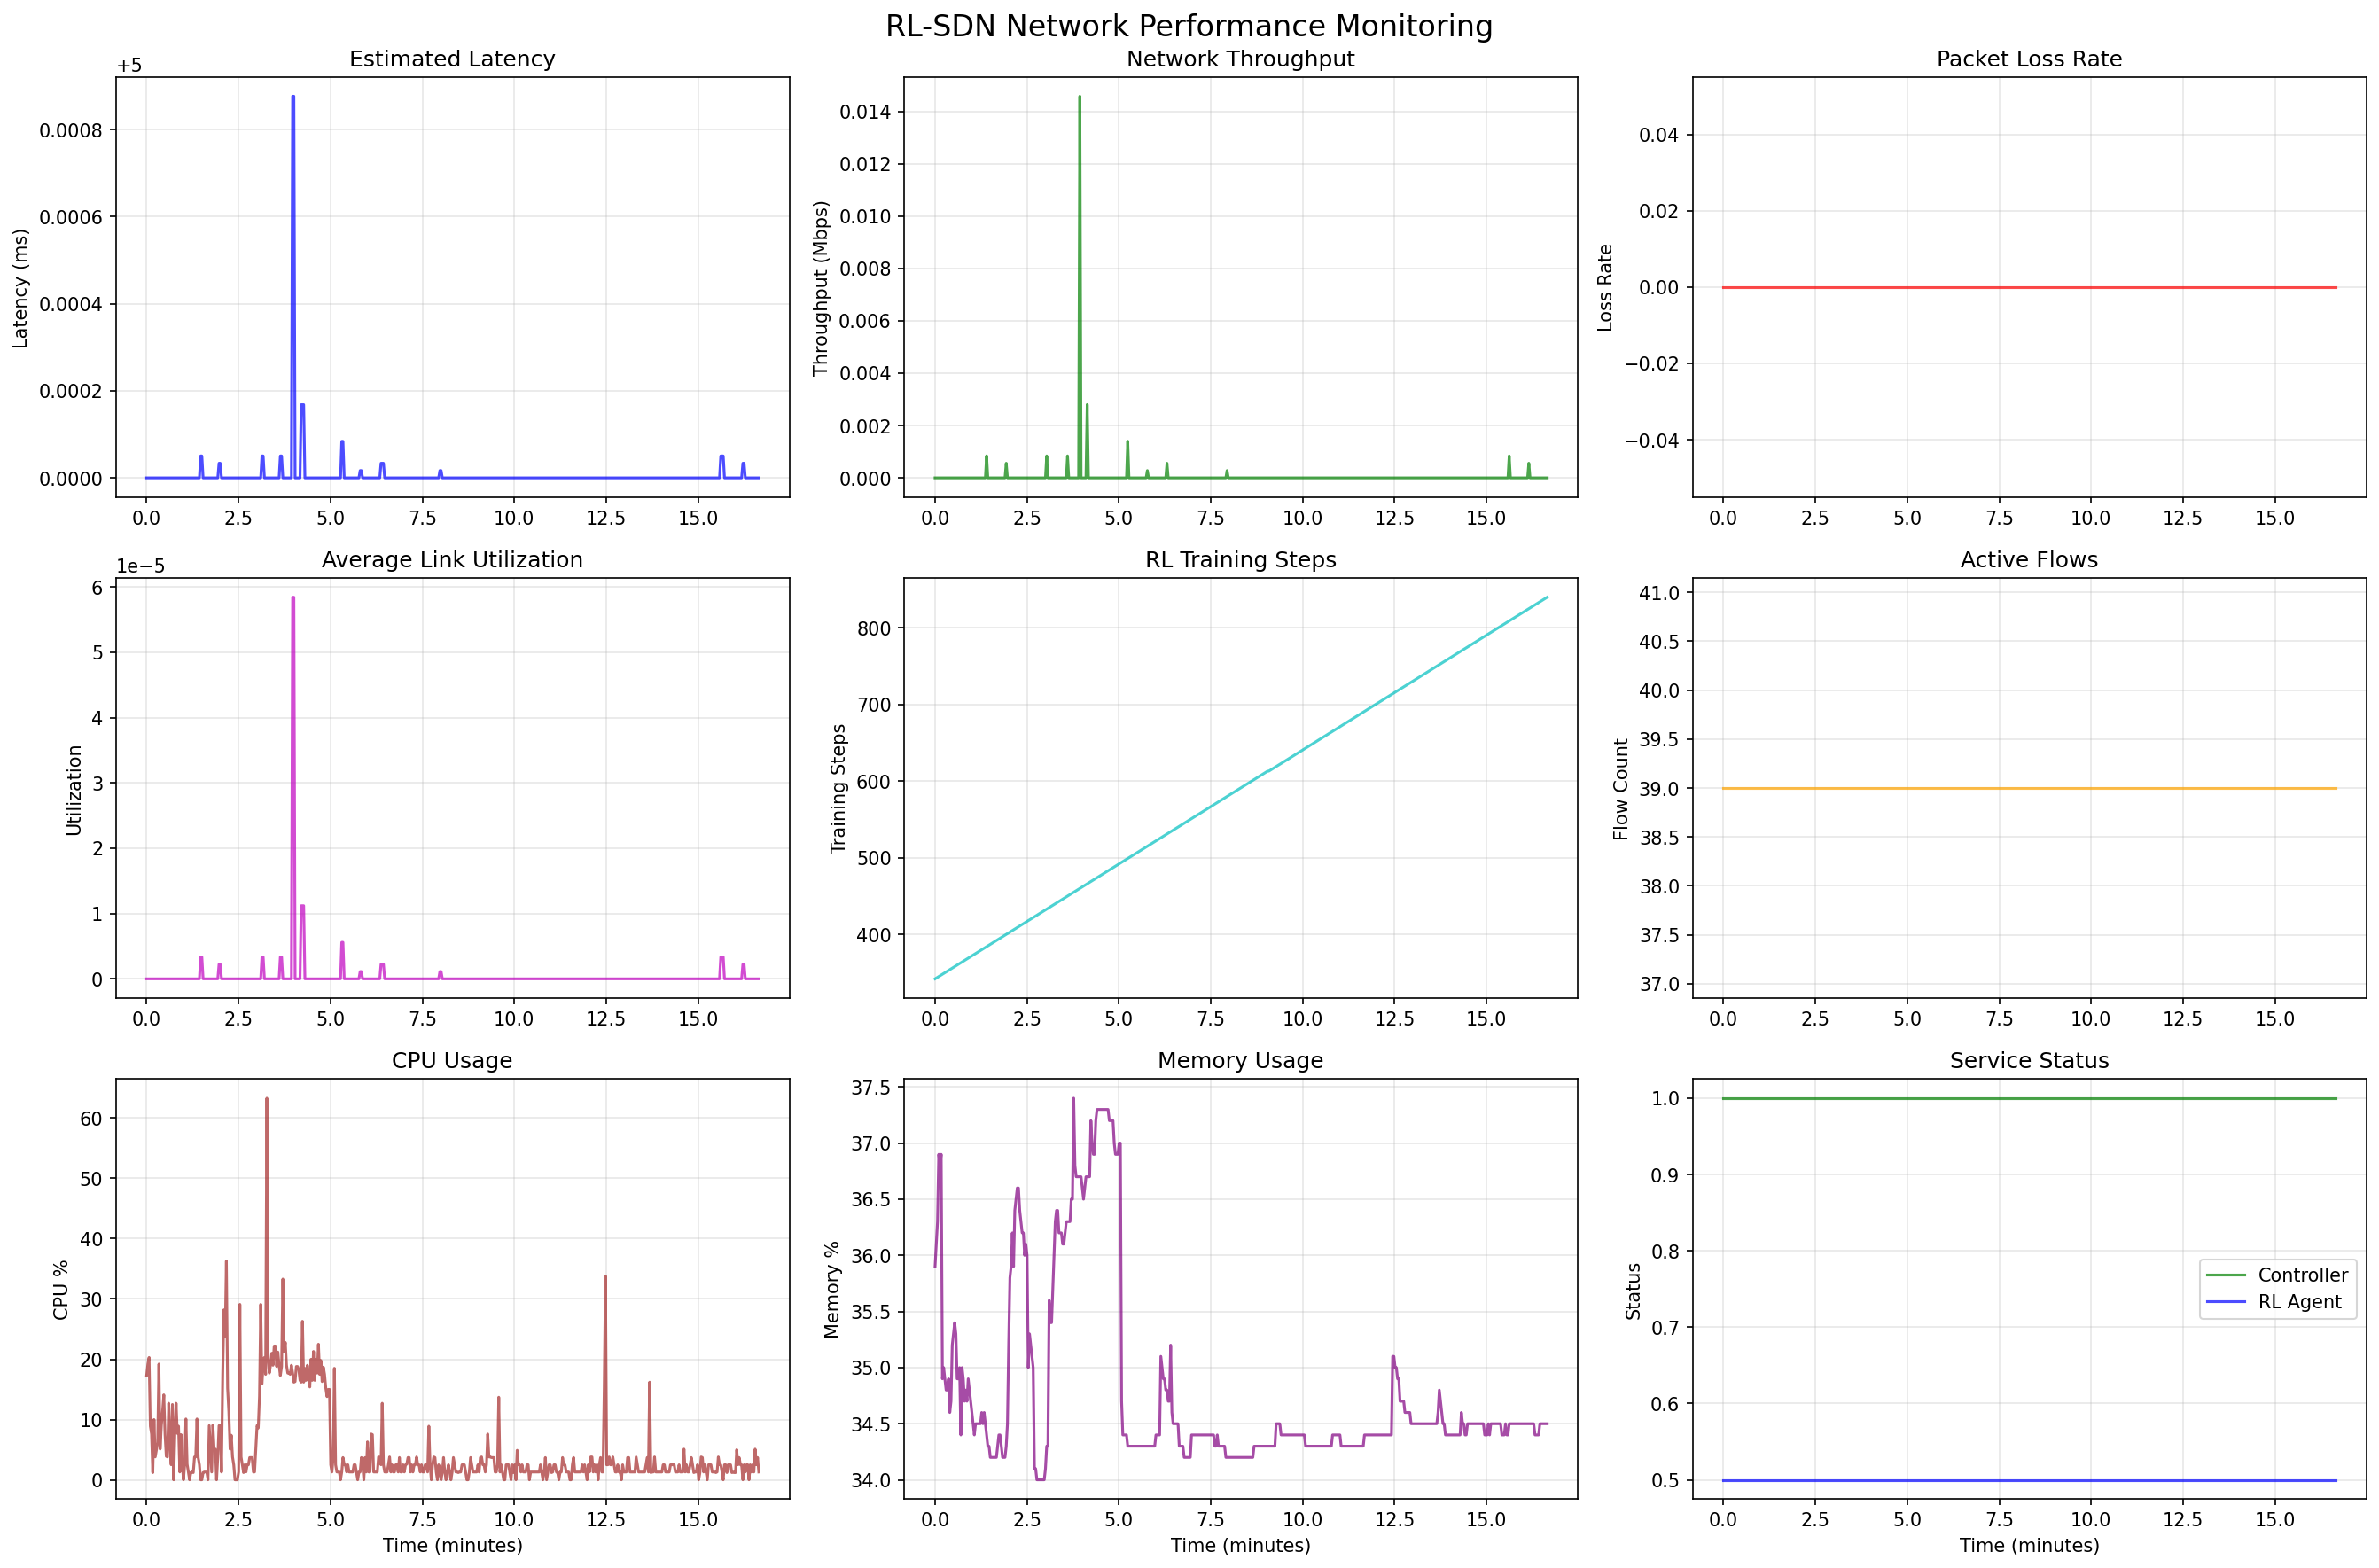 RL-SDN Network Performance Monitoring
Estimated Latency
+5
Latency (ms)
0.0008
0.0006
0.0004
0.0002
0.0000
0.0 2.5 5.0 7.5 10.0 12.5 15.0
Network Throughput
Throughput (Mbps)
0.014
0.012
0.010
0.008
0.006
0.004
0.002
0.000
0.0 2.5 5.0 7.5 10.0 12.5 15.0
Packet Loss Rate
Loss Rate
0.04
0.02
0.00
−0.02
−0.04
0.0 2.5 5.0 7.5 10.0 12.5 15.0
Average Link Utilization
1e−5
Utilization
6
5
4
3
2
1
0
0.0 2.5 5.0 7.5 10.0 12.5 15.0
RL Training Steps
Training Steps
800
700
600
500
400
0.0 2.5 5.0 7.5 10.0 12.5 15.0
Active Flows
Flow Count
41.0
40.5
40.0
39.5
39.0
38.5
38.0
37.5
37.0
0.0 2.5 5.0 7.5 10.0 12.5 15.0
CPU Usage
CPU %
60
50
40
30
20
10
0
0.0 2.5 5.0 7.5 10.0 12.5 15.0
Time (minutes)
Memory Usage
Memory %
37.5
37.0
36.5
36.0
35.5
35.0
34.5
34.0
0.0 2.5 5.0 7.5 10.0 12.5 15.0
Time (minutes)
Service Status
Status
1.0
0.9
0.8
0.7
0.6
0.5
Controller
RL Agent
0.0 2.5 5.0 7.5 10.0 12.5 15.0
Time (minutes)